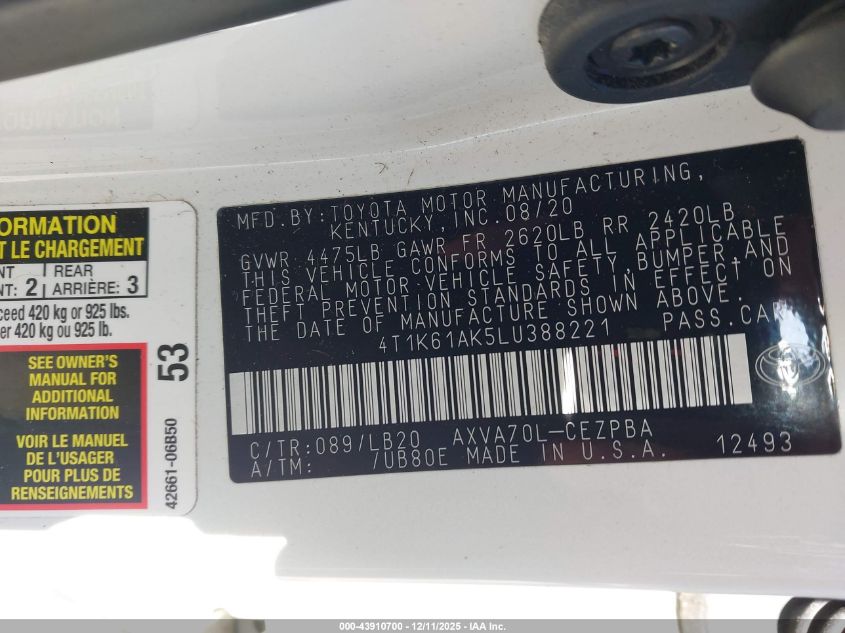 ORMATION
T LE CHARGEMENT
NT REAR
NT: 2 ARRIÈRE: 3
ceed 420 kg or 925 lbs.
er 420 kg ou 925 lb.
SEE OWNER'S
MANUAL FOR
ADDITIONAL
INFORMATION
VOIR MANUEL
DE L'USAGER
POUR PLUS DE
RENSEIGNEMENTS
53
42661-06B50
MFD.BY:TOYOTA MOTOR MANUFACTURING,
KENTUCKY,INC.08/20
GVWR 4475LB GAWR FR 2620LB RR 2420LB
THIS VEHICLE CONFORMS TO ALL APPLICABLE
FEDERAL MOTOR VEHICLE SAFETY,BUMPER,AND
THEFT PREVENTION STANDARDS IN EFFECT ON
THE DATE OF MANUFACTURE SHOWN ABOVE.
4T1K61AK5LU388221 PASS.CAR
C/TR:089/LB20 AXVA70L-CEZPBA
A/TM: /UB80E MADE IN U.S.A. 12493
000-43910700 - 12/11/2025 - IAA Inc.